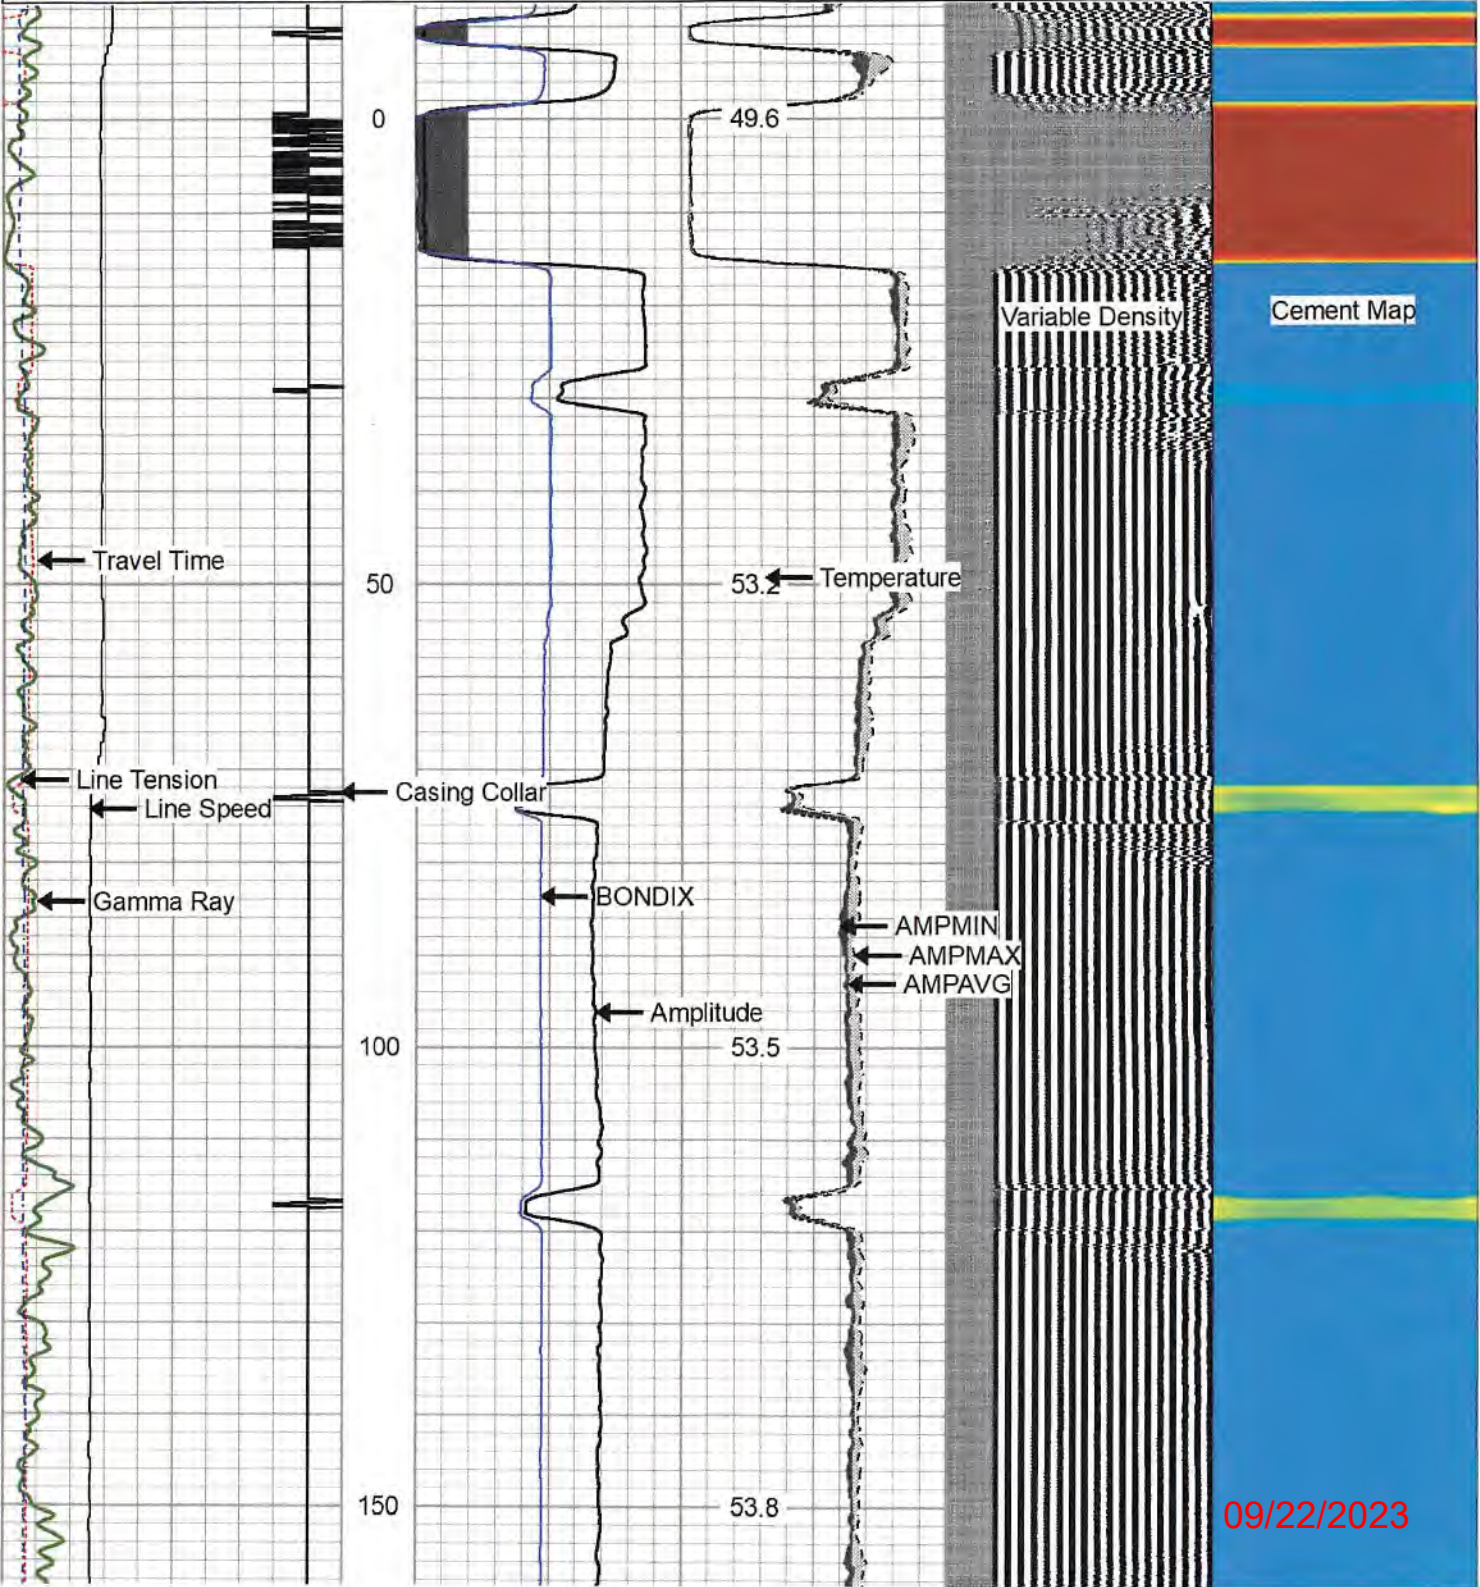 0
49.6
Variable Density
Cement Map
Travel Time
50
53.2
Temperature
Line Tension
Casing Collar
Line Speed
BONDIX
Gamma Ray
AMPMIN
AMPMAX
AMPAVG
Amplitude
100
53.5
150
53.8
09/22/2023